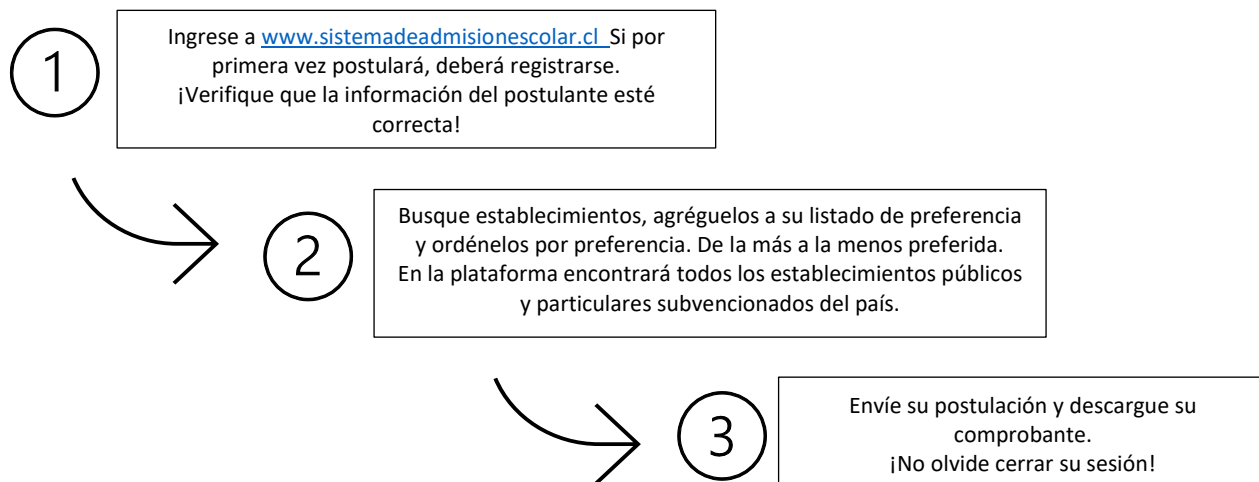 1
Ingrese a www.sistemadeadmisionescolar.cl Si por
primera vez postulará, deberá registrarse.
¡Verifique que la información del postulante esté
correcta!
2
Busque establecimientos, agréguelos a su listado de preferencia
y ordénelos por preferencia. De la más a la menos preferida.
En la plataforma encontrará todos los establecimientos públicos
y particulares subvencionados del país.
3
Envíe su postulación y descargue su
comprobante.
¡No olvide cerrar su sesión!